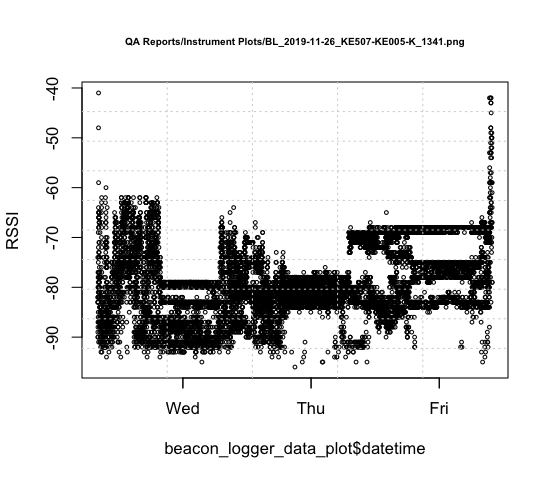 QA Reports/Instrument Plots/BL_2019-11-26_KE507-KE005-K_1341.png
-40
-50
-60
-70
-80
-90
RSSI
Wed Thu Fri
beacon_logger_data_plot$datetime